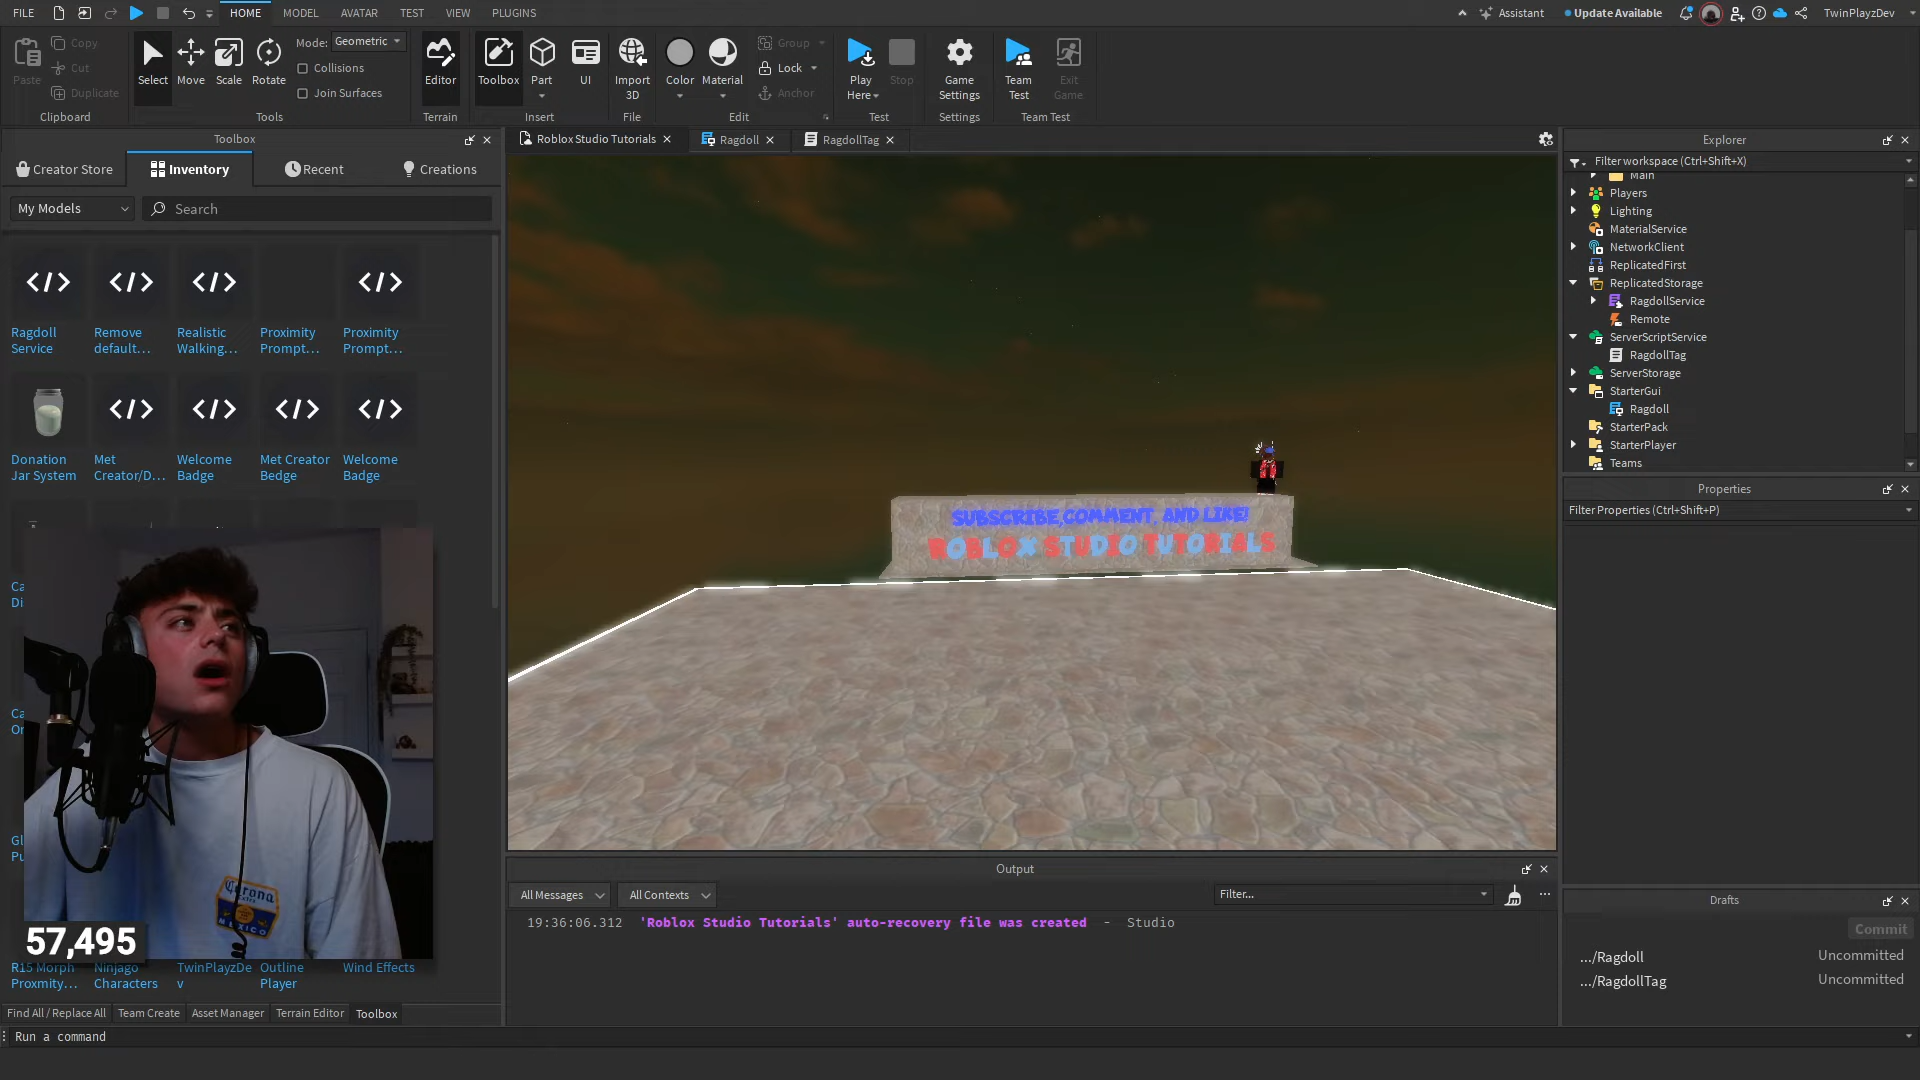 FILE HOME MODEL AVATAR TEST VIEW PLUGINS Assistant Update Available TwinPlayzDev
Paste Copy Cut Duplicate Clipboard
Select Move Scale Rotate Mode: Geometric Collisions Join Surfaces Tools
Editor Terrain
Toolbox Part UI Insert
Import 3D File
Color Material Group Lock Anchor Edit
Play Here Stop Test
Game Settings Settings
Team Test Exit Game Team Test
Toolbox
Creator Store Inventory Recent Creations
My Models Search
Ragdoll Service
Remove default...
Realistic Walking...
Proximity Prompt...
Proximity Prompt...
Donation Jar System
Met Creator/D...
Welcome Badge
Met Creator Bedge
Welcome Badge
Ca
Di
Ca
On
Gl
Pu
57,495
R15 Morph Proxmity...
Ninjago Characters
TwinPlayzDe v
Outline Player
Wind Effects
Corona
MEXICO
Find All / Replace All Team Create Asset Manager Terrain Editor Toolbox
Run a command
Roblox Studio Tutorials Ragdoll RagdollTag
SUBSCRIBE,COMMENT, AND LIKE!
ROBLOX STUDIO TUTORIALS
Output
All Messages All Contexts Filter...
19:36:06.312 'Roblox Studio Tutorials' auto-recovery file was created - Studio
Explorer
Filter workspace (Ctrl+Shift+X)
Main
Players
Lighting
MaterialService
NetworkClient
ReplicatedFirst
ReplicatedStorage
RagdollService
Remote
ServerScriptService
RagdollTag
ServerStorage
StarterGui
Ragdoll
StarterPack
StarterPlayer
Teams
Properties
Filter Properties (Ctrl+Shift+P)
Drafts
Commit
.../Ragdoll Uncommitted
.../RagdollTag Uncommitted